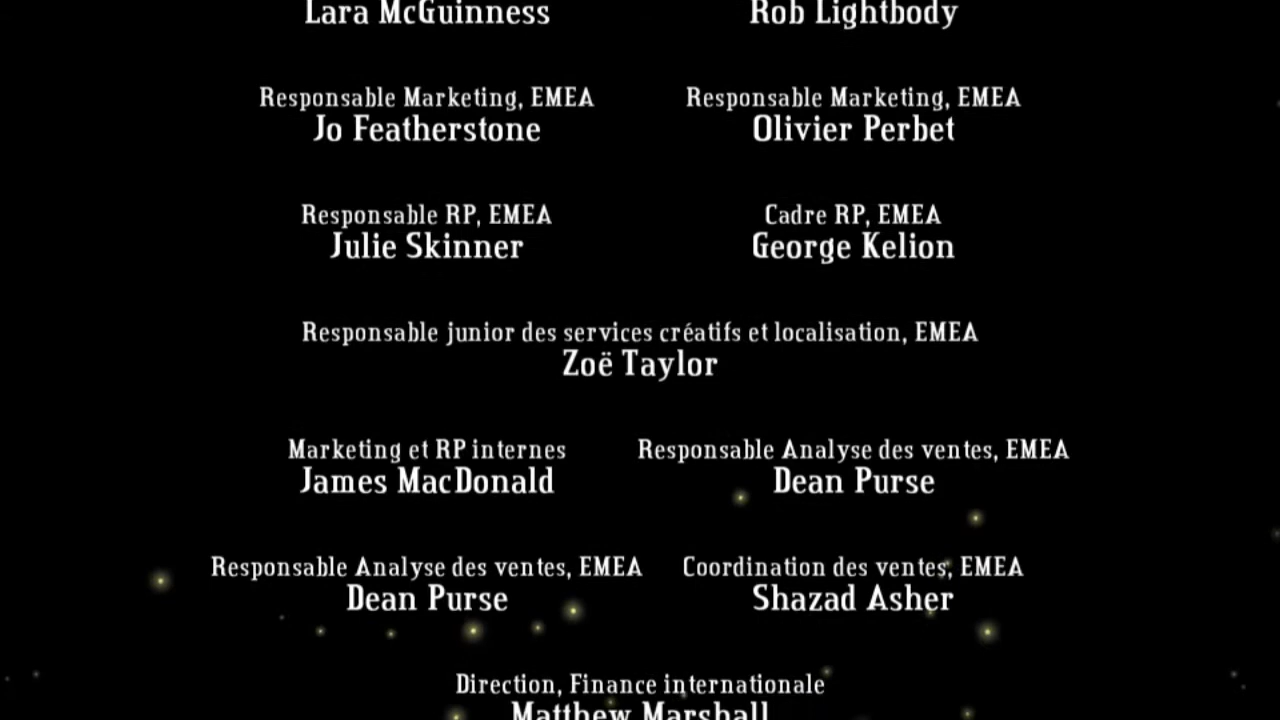 Lara McGuinness
Rob Lightbody
Responsable Marketing, EMEA
Jo Featherstone
Responsable Marketing, EMEA
Olivier Perbet
Responsable RP, EMEA
Julie Skinner
Cadre RP, EMEA
George Kelion
Responsable junior des services créatifs et localisation, EMEA
Zoë Taylor
Marketing et RP internes
James MacDonald
Responsable Analyse des ventes, EMEA
Dean Purse
Responsable Analyse des ventes, EMEA
Dean Purse
Coordination des ventes, EMEA
Shazad Asher
Direction, Finance internationale
Matthew Marshall